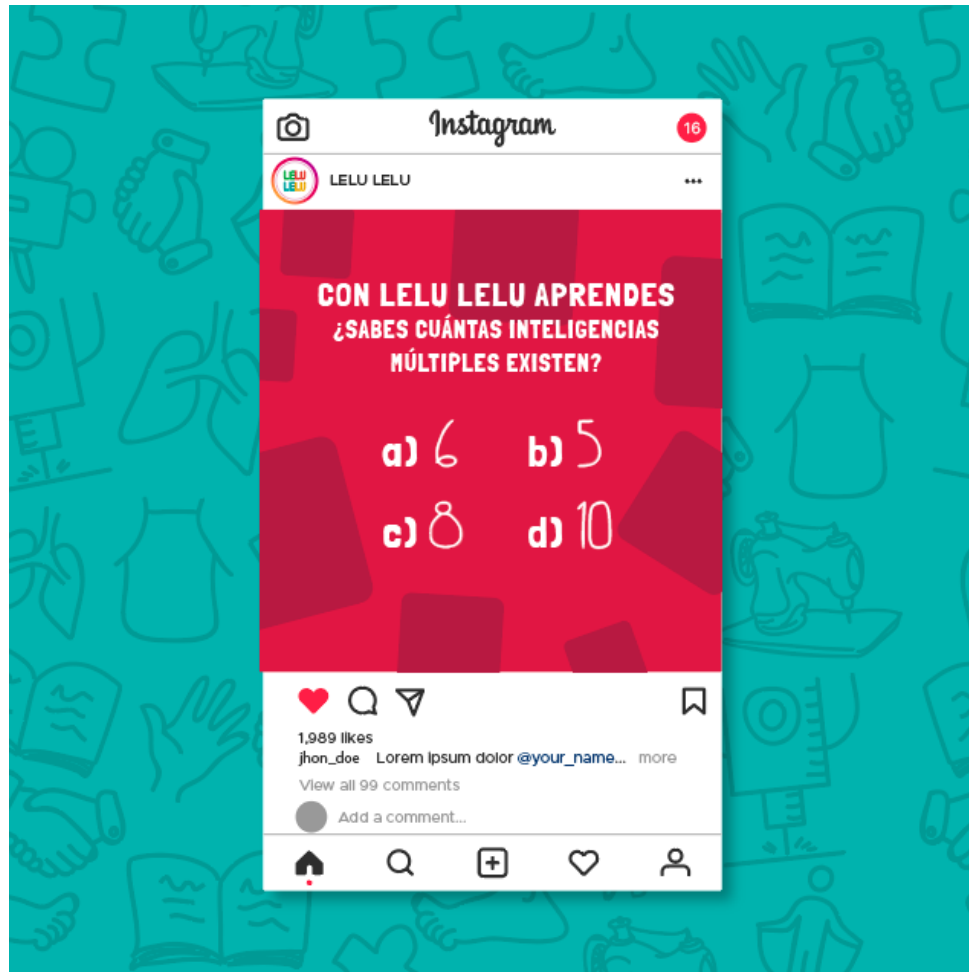 Instagram
16
LELU
LELU
LELU LELU
CON LELU LELU APRENDES
¿SABES CUÁNTAS INTELIGENCIAS
MÚLTIPLES EXISTEN?
a) 6 b) 5
c) 8 d) 10
1,989 likes
jhon_doe Lorem Ipsum dolor @your_name... more
View all 99 comments
Add a comment...